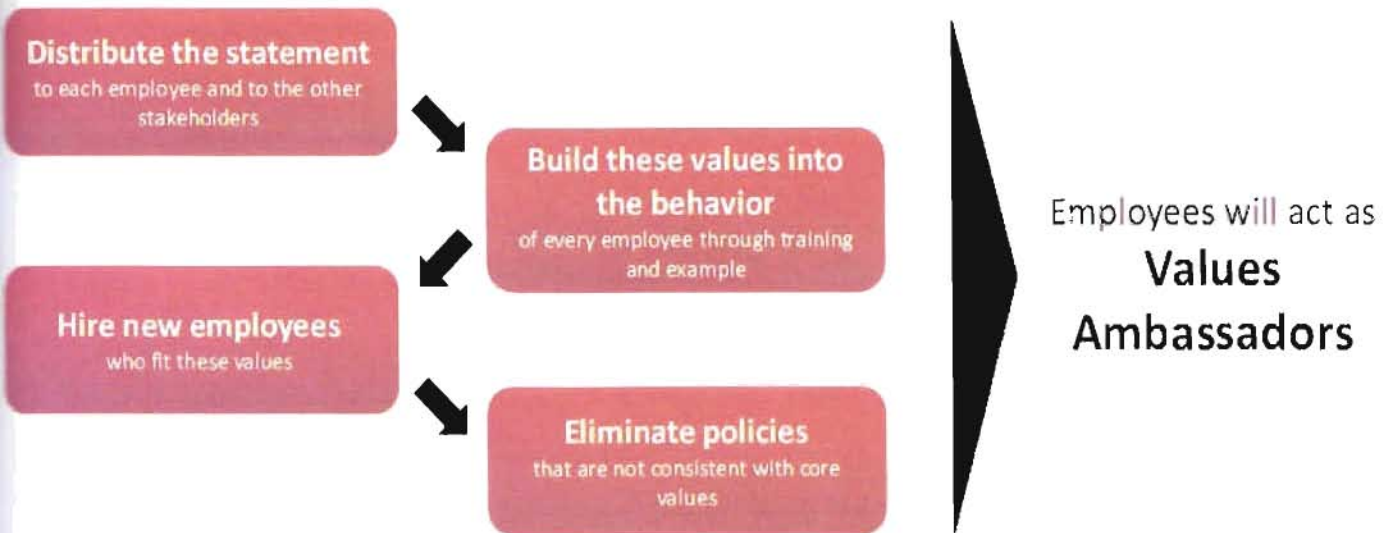 Distribute the statement
to each employee and to the other
stakeholders
Build these values into
the behavior
of every employee through training
and example
Hire new employees
who fit these values
Eliminate policies
that are not consistent with core
values
Employees will act as
Values
Ambassadors